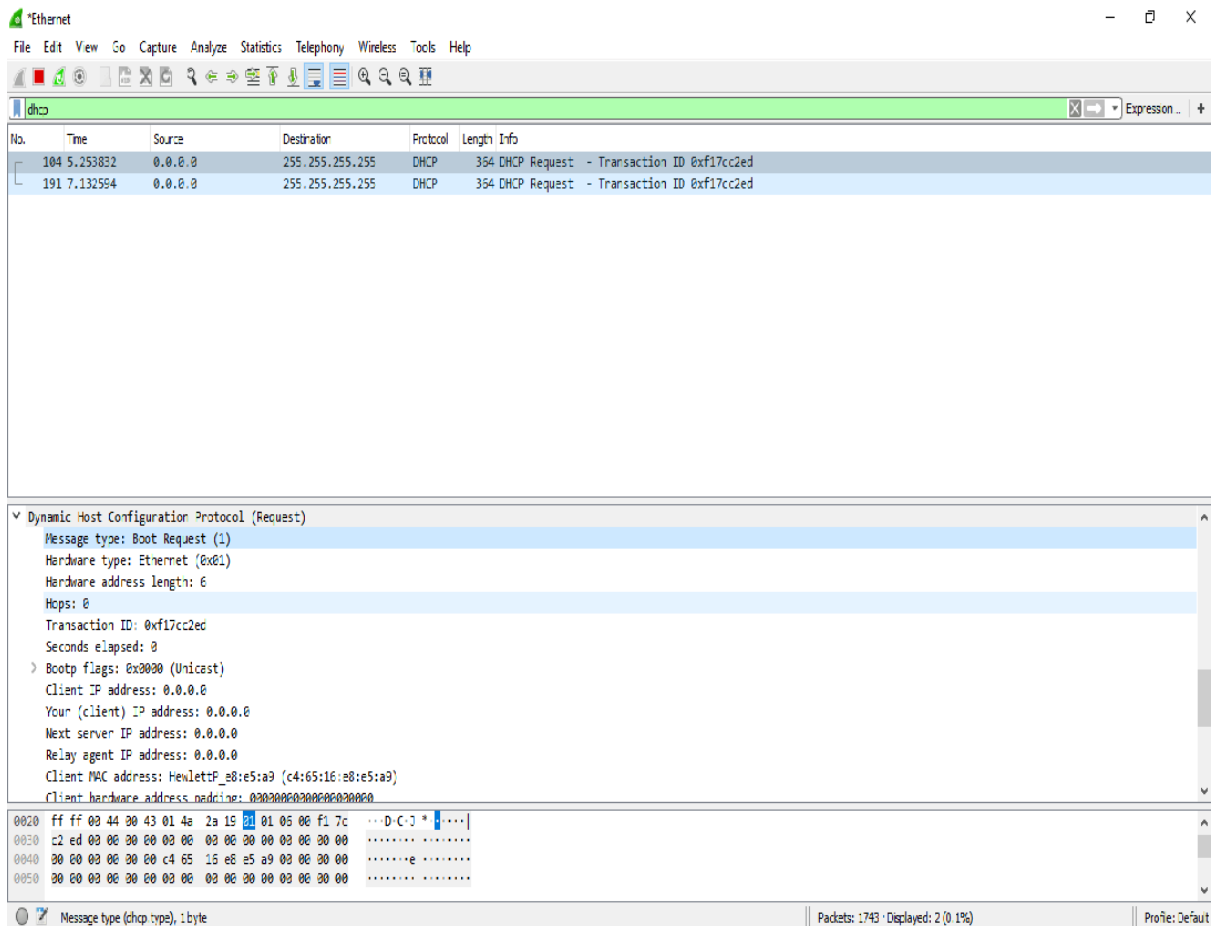 *Ethernet
File Edit View Go Capture Analyze Statistics Telephony Wireless Tools Help
dhcp
Expression... +
No. Time Source Destination Protocol Length Info
104 5.253832 0.0.0.0 255.255.255.255 DHCP 364 DHCP Request - Transaction ID 0xf17cc2ed
191 7.132594 0.0.0.0 255.255.255.255 DHCP 364 DHCP Request - Transaction ID 0xf17cc2ed
Dynamic Host Configuration Protocol (Request)
Message type: Boot Request (1)
Hardware type: Ethernet (0x01)
Hardware address length: 6
Hops: 0
Transaction ID: 0xf17cc2ed
Seconds elapsed: 0
Bootp flags: 0x0000 (Unicast)
Client IP address: 0.0.0.0
Your (client) IP address: 0.0.0.0
Next server IP address: 0.0.0.0
Relay agent IP address: 0.0.0.0
Client MAC address: HewlettP_e8:e5:a9 (c4:65:16:e8:e5:a9)
Client hardware address padding: 00000000000000000000
0020 ff ff 00 44 00 43 01 4a 2a 19 01 01 06 00 f1 7c ···D·C·J *·····|
0030 c2 ed 00 00 00 00 00 00 00 00 00 00 00 00 00 00 ········ ········
0040 00 00 00 00 00 00 c4 65 16 e8 e5 a9 00 00 00 00 ·······e ········
0050 00 00 00 00 00 00 00 00 00 00 00 00 00 00 00 00 ········ ········
Message type (dhcp.type), 1 byte
Packets: 1743 · Displayed: 2 (0.1%)
Profile: Default